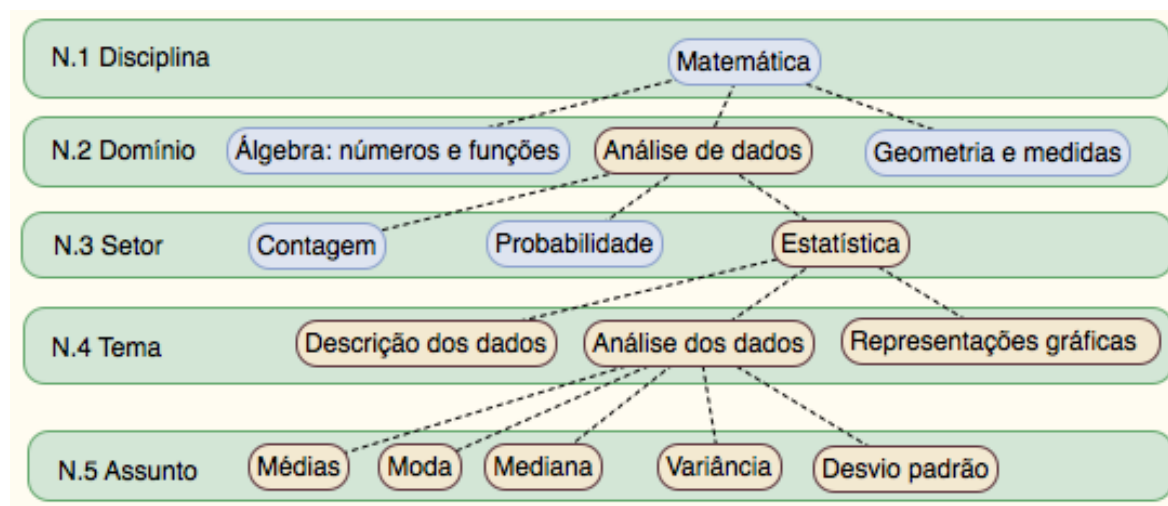 N.1 Disciplina
Matemática
N.2 Domínio
Álgebra: números e funções
Análise de dados
Geometria e medidas
N.3 Setor
Contagem
Probabilidade
Estatística
N.4 Tema
Descrição dos dados
Análise dos dados
Representações gráficas
N.5 Assunto
Médias
Moda
Mediana
Variância
Desvio padrão